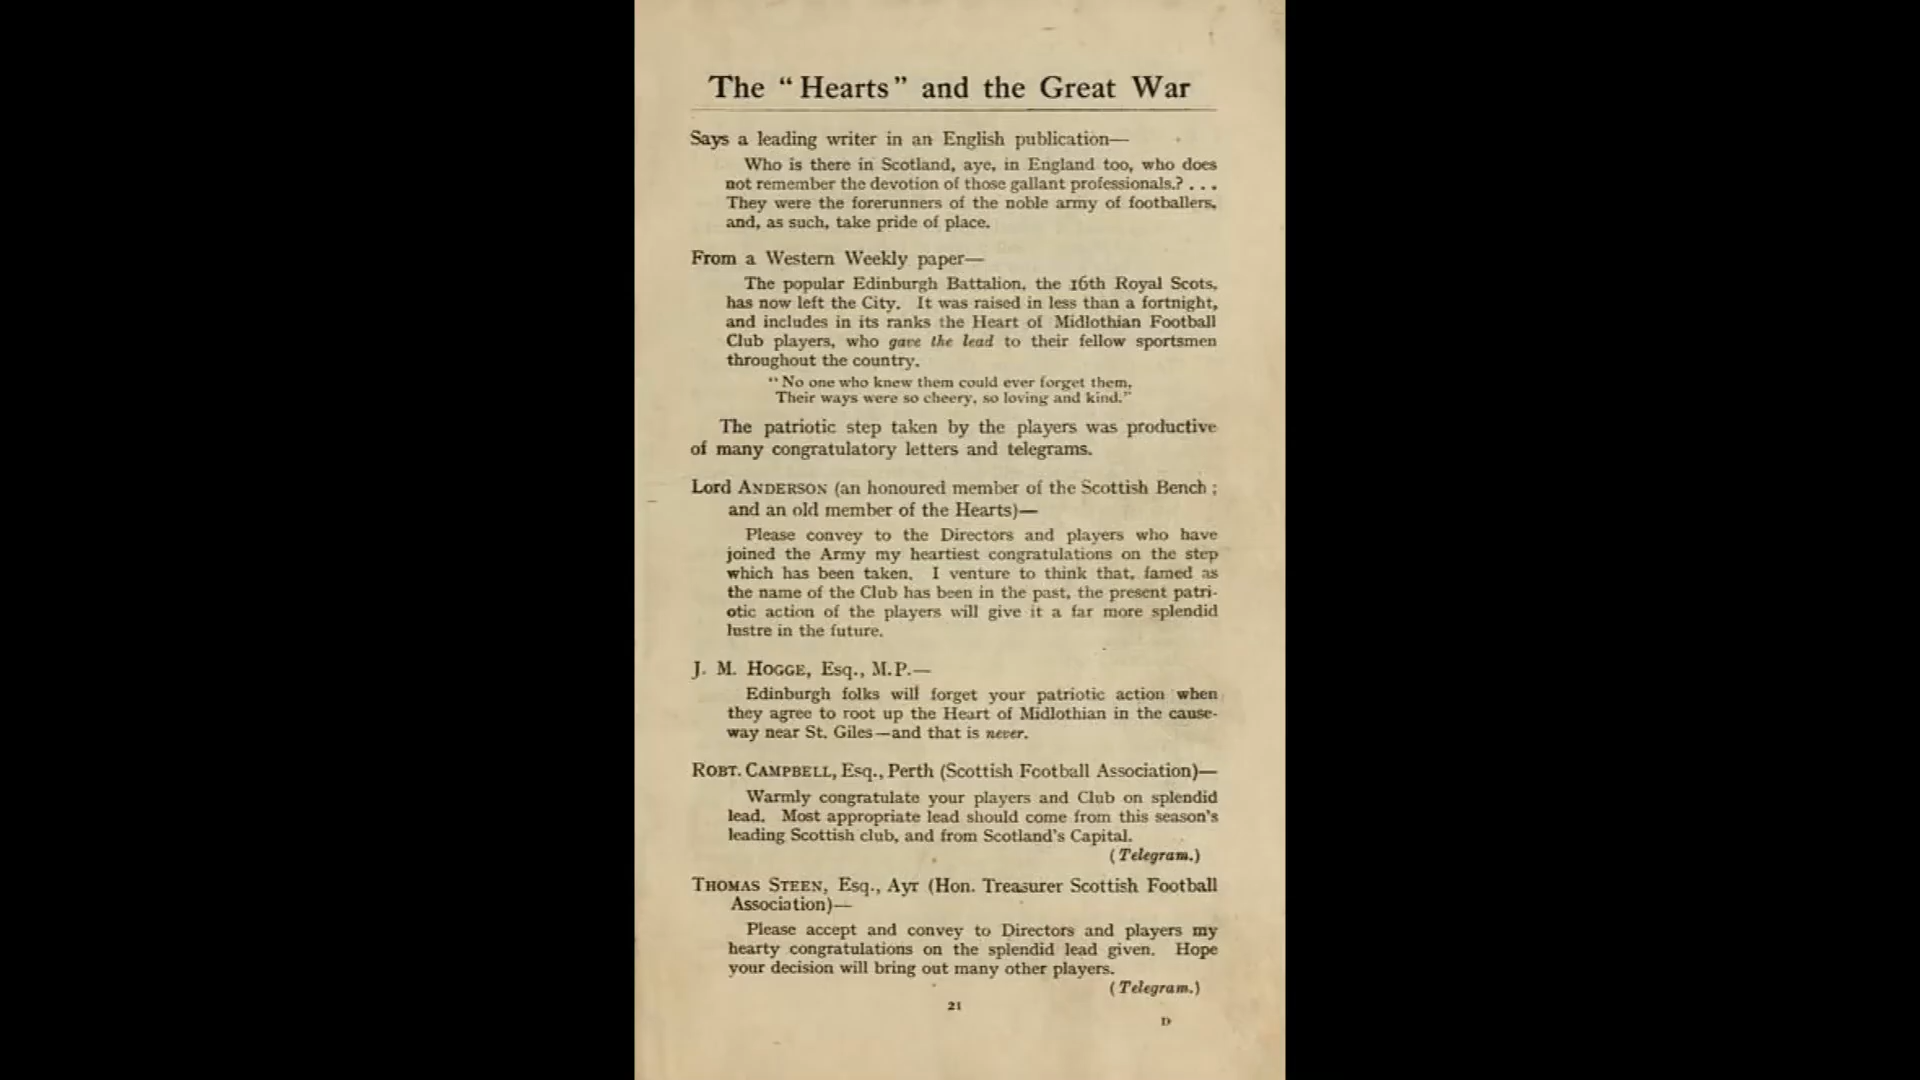 The "Hearts" and the Great War
Says a leading writer in an English publication—
Who is there in Scotland, aye, in England too, who does
not remember the devotion of those gallant professionals.? . . .
They were the forerunners of the noble army of footballers,
and, as such, take pride of place.
From a Western Weekly paper—
The popular Edinburgh Battalion, the 16th Royal Scots,
has now left the City. It was raised in less than a fortnight,
and includes in its ranks the Heart of Midlothian Football
Club players, who gave the lead to their fellow sportsmen
throughout the country.
"No one who knew them could ever forget them,
Their ways were so cheery, so loving and kind."
The patriotic step taken by the players was productive
of many congratulatory letters and telegrams.
Lord ANDERSON (an honoured member of the Scottish Bench ;
and an old member of the Hearts)—
Please convey to the Directors and players who have
joined the Army my heartiest congratulations on the step
which has been taken. I venture to think that, famed as
the name of the Club has been in the past, the present patri-
otic action of the players will give it a far more splendid
lustre in the future.
J. M. HOGGE, Esq., M.P.—
Edinburgh folks will forget your patriotic action when
they agree to root up the Heart of Midlothian in the cause-
way near St. Giles—and that is never.
ROBT. CAMPBELL, Esq., Perth (Scottish Football Association)—
Warmly congratulate your players and Club on splendid
lead. Most appropriate lead should come from this season's
leading Scottish club, and from Scotland's Capital.
(Telegram.)
THOMAS STEEN, Esq., Ayr (Hon. Treasurer Scottish Football
Association)—
Please accept and convey to Directors and players my
hearty congratulations on the splendid lead given. Hope
your decision will bring out many other players.
(Telegram.)
21
D